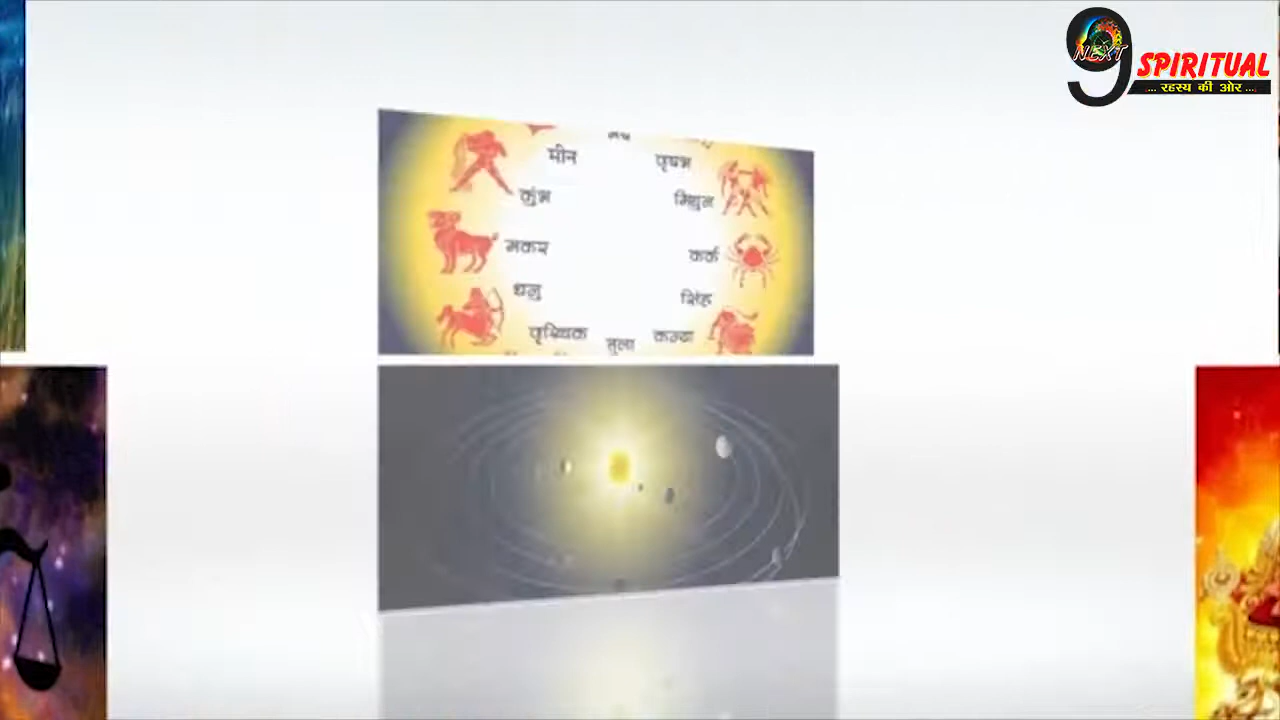 NEXT
9
SPIRITUAL
... रहस्य की ओर ...
मीन
वृषभ
कुंभ
मिथुन
मकर
कर्क
धनु
सिंह
वृश्चिक
तुला
कन्या